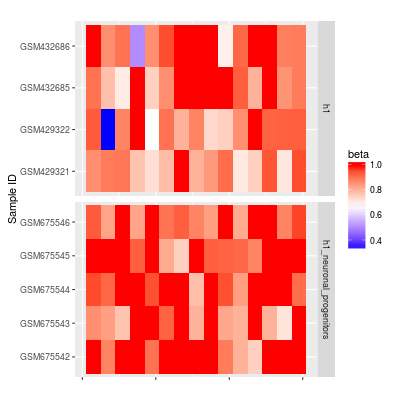 Sample ID
GSM432686
GSM432685
GSM429322
GSM429321
h1
GSM675546
GSM675545
GSM675544
GSM675543
GSM675542
h1_neuronal_progenitors
beta
1.0
0.8
0.6
0.4